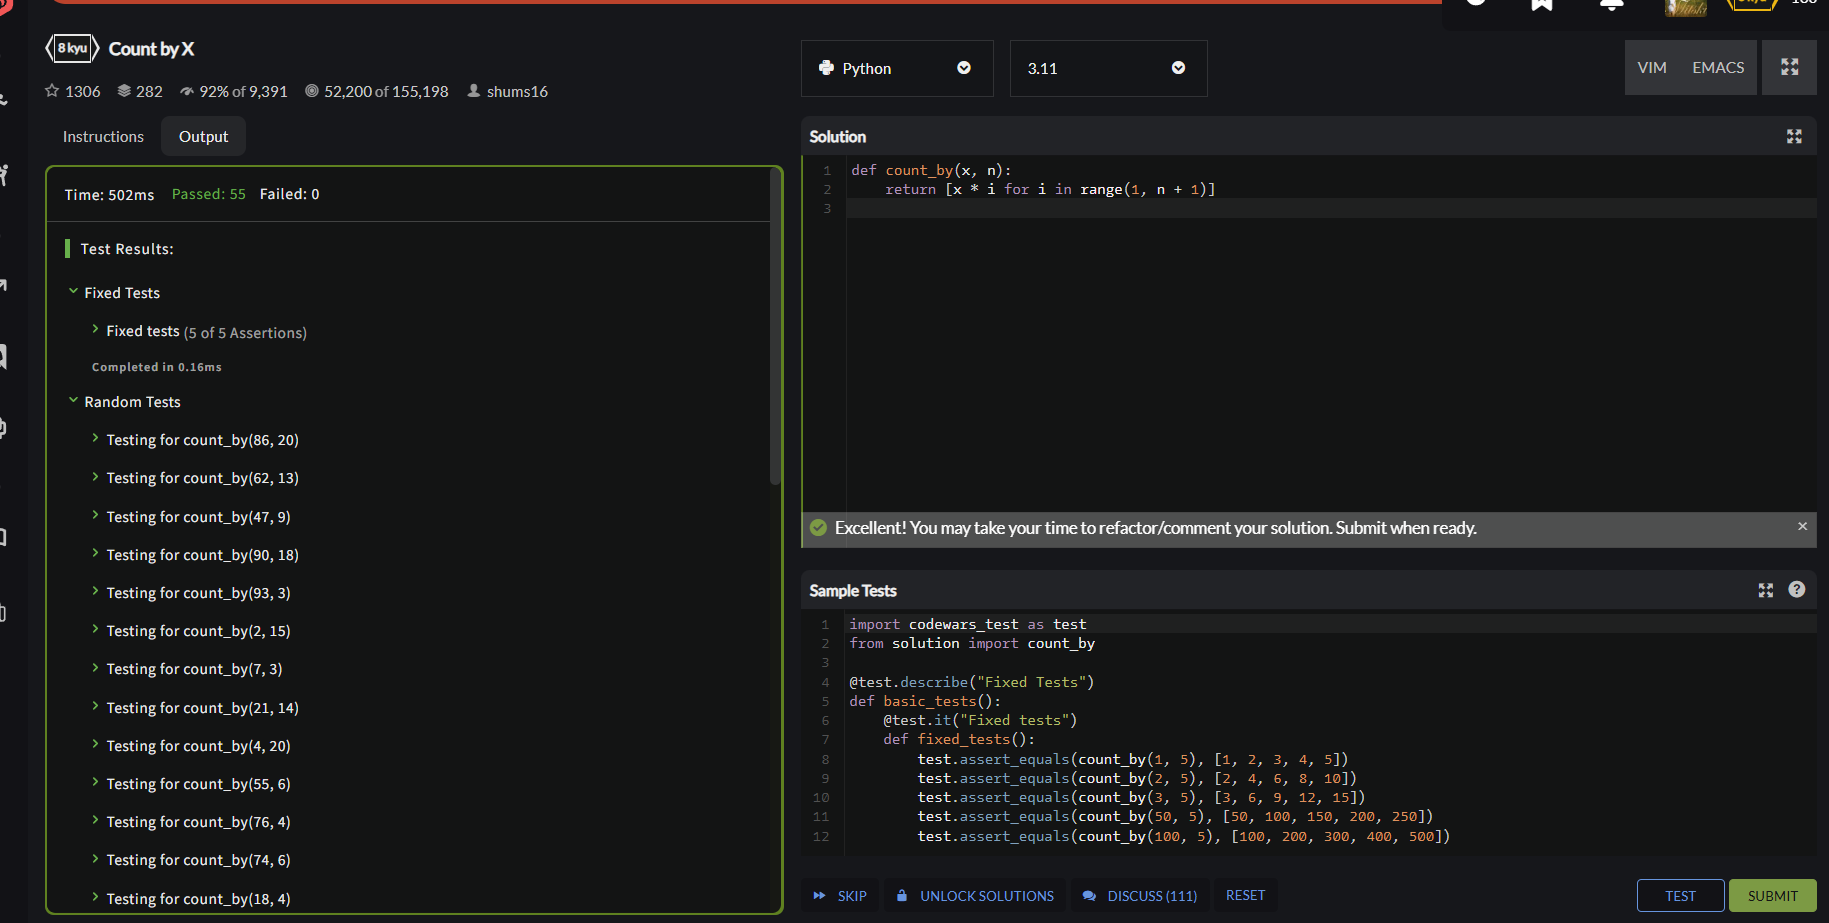 8 kyu Count by X
1306 282 92% of 9,391 52,200 of 155,198 shums16
Instructions Output
Time: 502ms Passed: 55 Failed: 0
Test Results:
Fixed Tests
Fixed tests (5 of 5 Assertions)
Completed in 0.16ms
Random Tests
Testing for count_by(86, 20)
Testing for count_by(62, 13)
Testing for count_by(47, 9)
Testing for count_by(90, 18)
Testing for count_by(93, 3)
Testing for count_by(2, 15)
Testing for count_by(7, 3)
Testing for count_by(21, 14)
Testing for count_by(4, 20)
Testing for count_by(55, 6)
Testing for count_by(76, 4)
Testing for count_by(74, 6)
Testing for count_by(18, 4)
Python 3.11 VIM EMACS
Solution
1 def count_by(x, n):
2 return [x * i for i in range(1, n + 1)]
3
Excellent! You may take your time to refactor/comment your solution. Submit when ready. ×
Sample Tests ?
1 import codewars_test as test
2 from solution import count_by
3
4 @test.describe("Fixed Tests")
5 def basic_tests():
6 @test.it("Fixed tests")
7 def fixed_tests():
8 test.assert_equals(count_by(1, 5), [1, 2, 3, 4, 5])
9 test.assert_equals(count_by(2, 5), [2, 4, 6, 8, 10])
10 test.assert_equals(count_by(3, 5), [3, 6, 9, 12, 15])
11 test.assert_equals(count_by(50, 5), [50, 100, 150, 200, 250])
12 test.assert_equals(count_by(100, 5), [100, 200, 300, 400, 500])
SKIP UNLOCK SOLUTIONS DISCUSS (111) RESET TEST SUBMIT